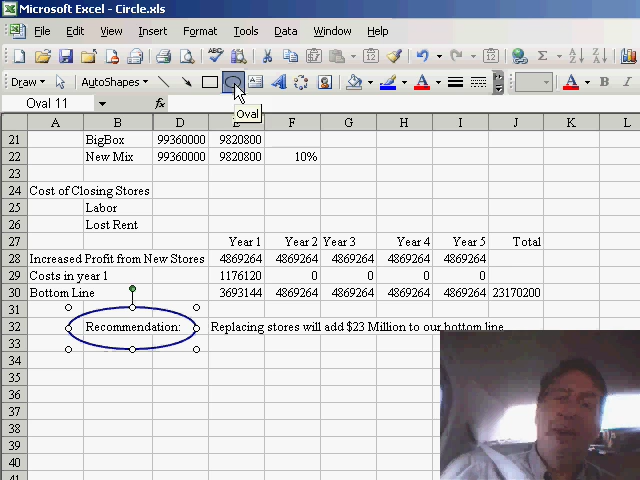 Microsoft Excel - Circle.xls
File Edit View Insert Format Tools Data Window Help
Draw AutoShapes
Oval 11 fx
Oval
A B D E F G H I J K L
21 BigBox 99360000 9820800
22 New Mix 99360000 9820800 10%
23
24 Cost of Closing Stores
25 Labor
26 Lost Rent
27 Year 1 Year 2 Year 3 Year 4 Year 5 Total
28 Increased Profit from New Stores 4869264 4869264 4869264 4869264 4869264
29 Costs in year 1 1176120 0 0 0 0
30 Bottom Line 3693144 4869264 4869264 4869264 4869264 23170200
31
32 Recommendation: Replacing stores will add $23 Million to our bottom line
33
34
35
36
37
38
39
40
41